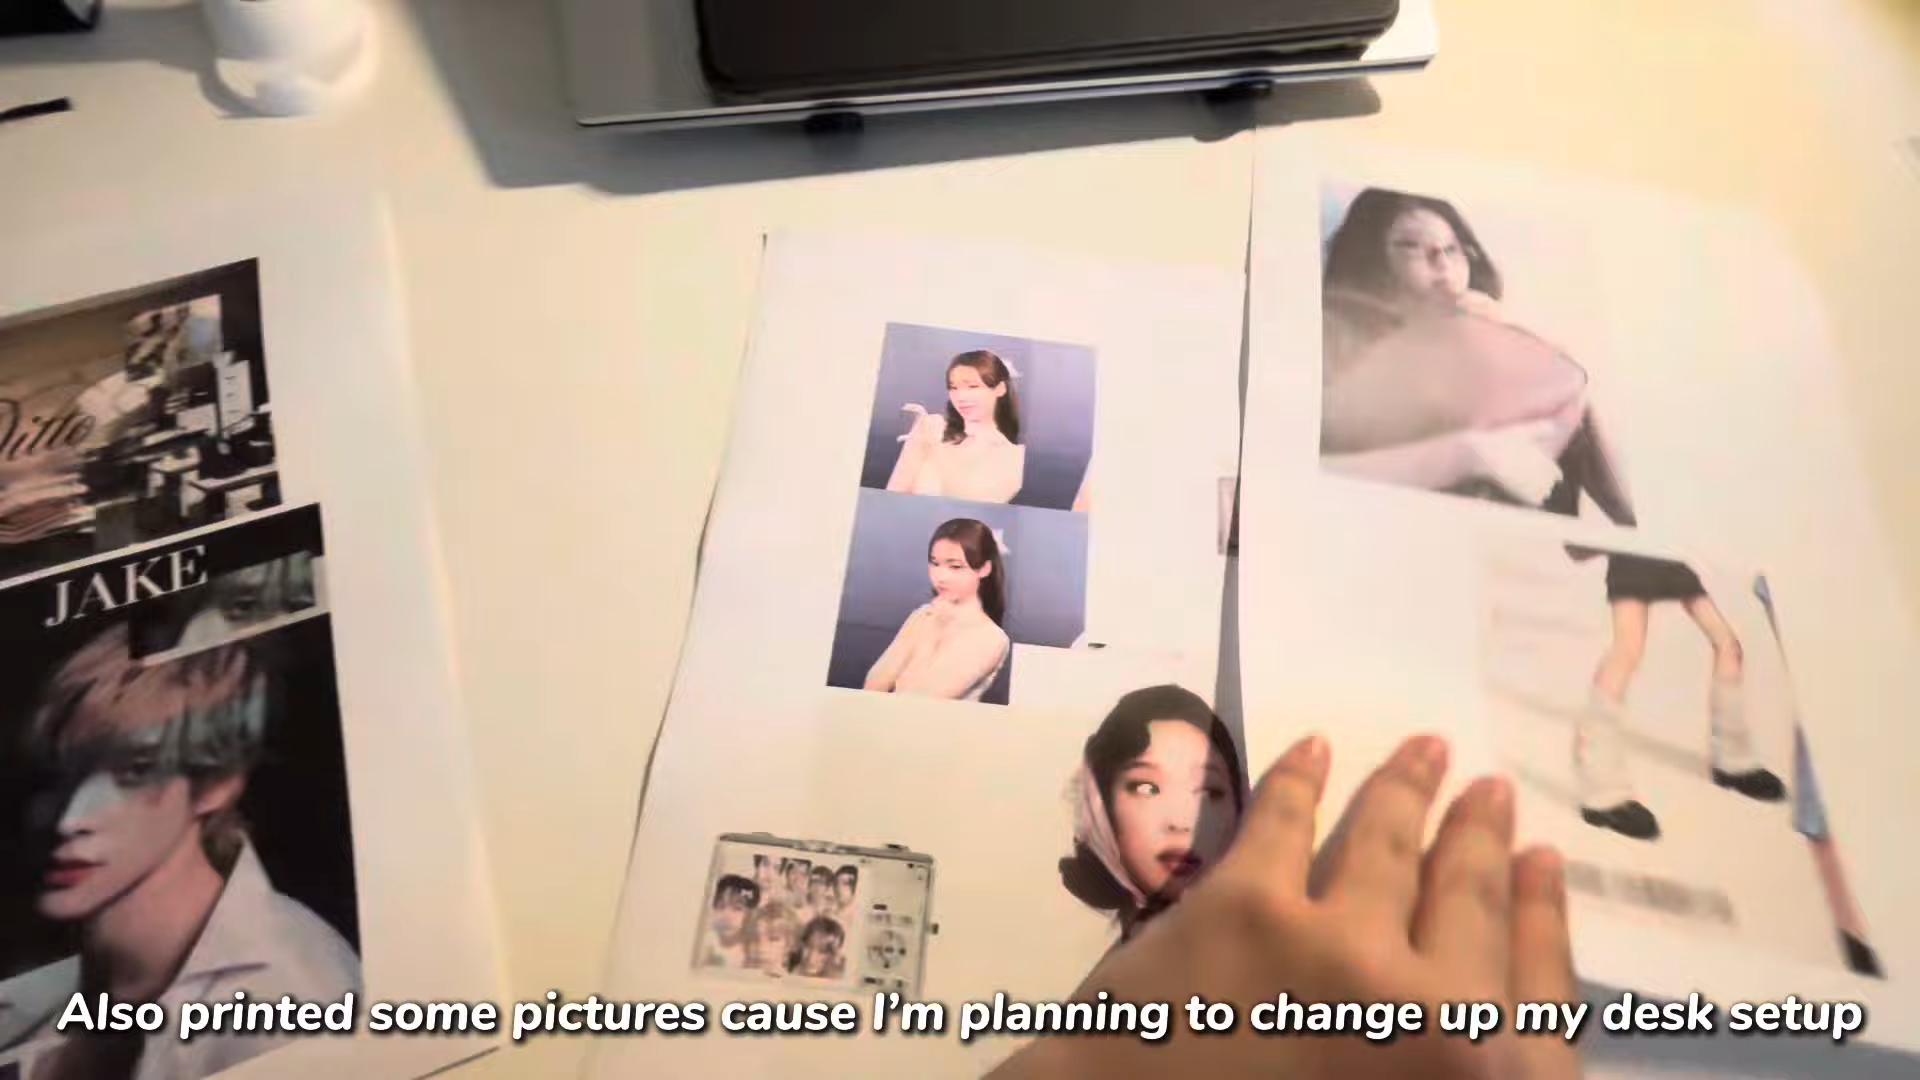 Ditto
JAKE
Also printed some pictures cause I'm planning to change up my desk setup